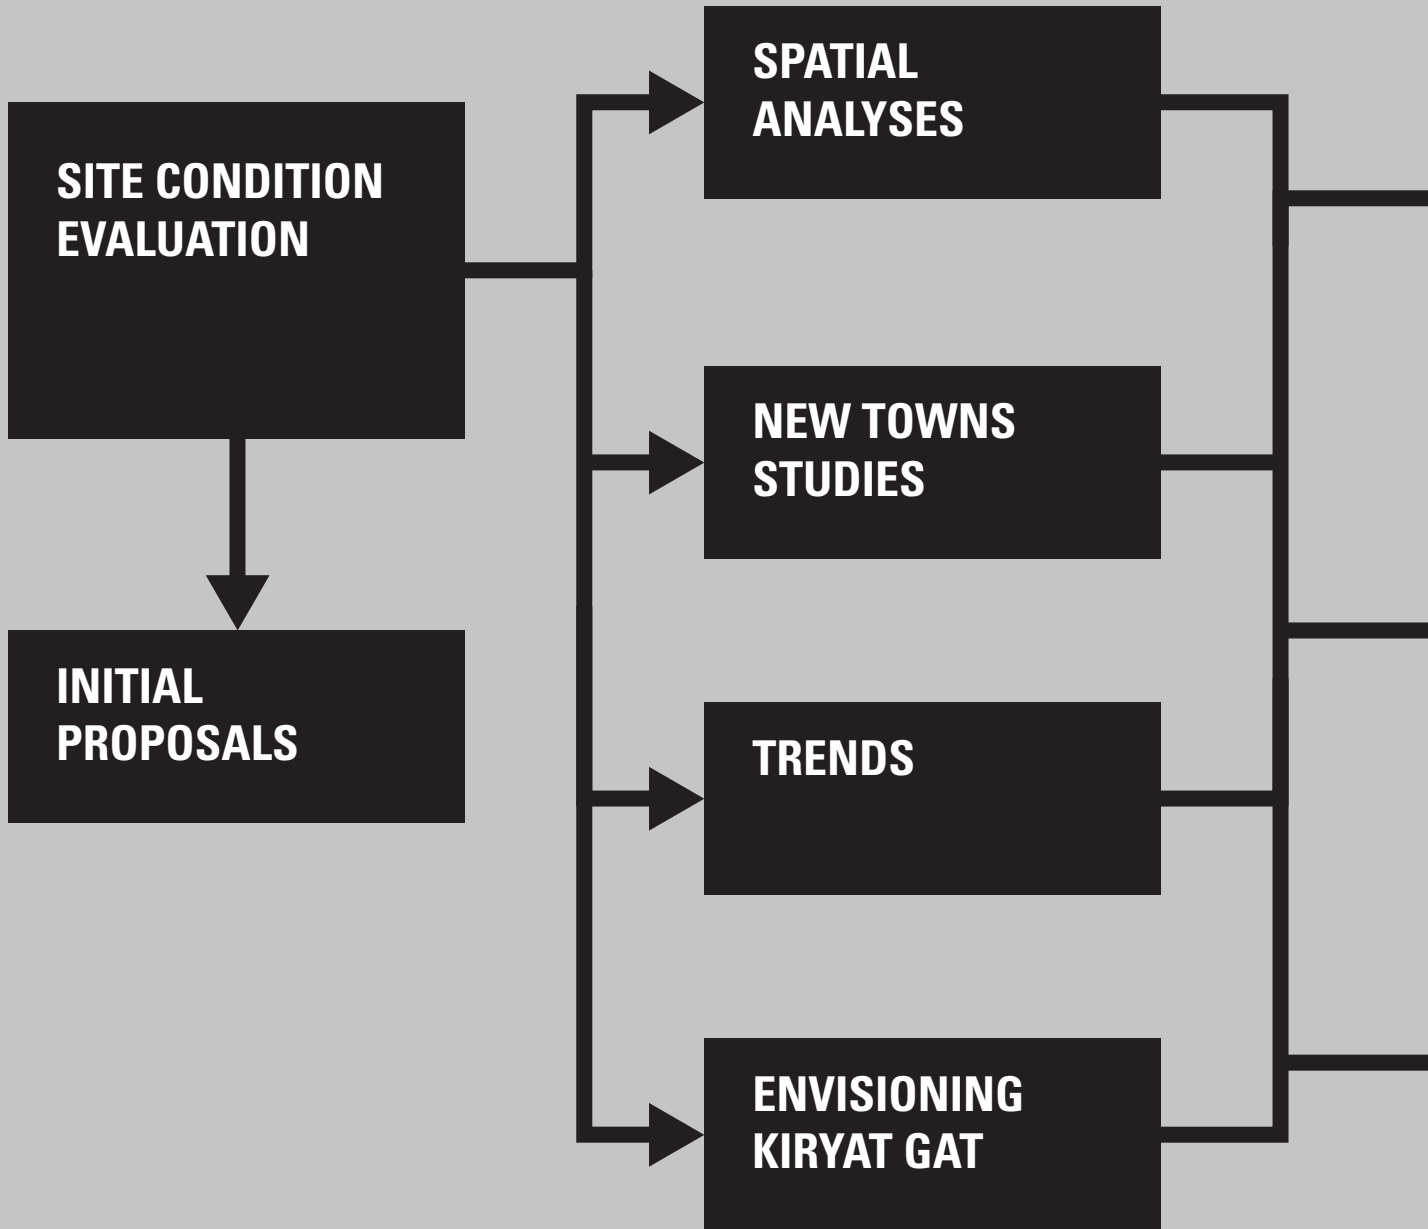 SITE CONDITION
EVALUATION
INITIAL
PROPOSALS
SPATIAL
ANALYSES
NEW TOWNS
STUDIES
TRENDS
ENVISIONING
KIRYAT GAT